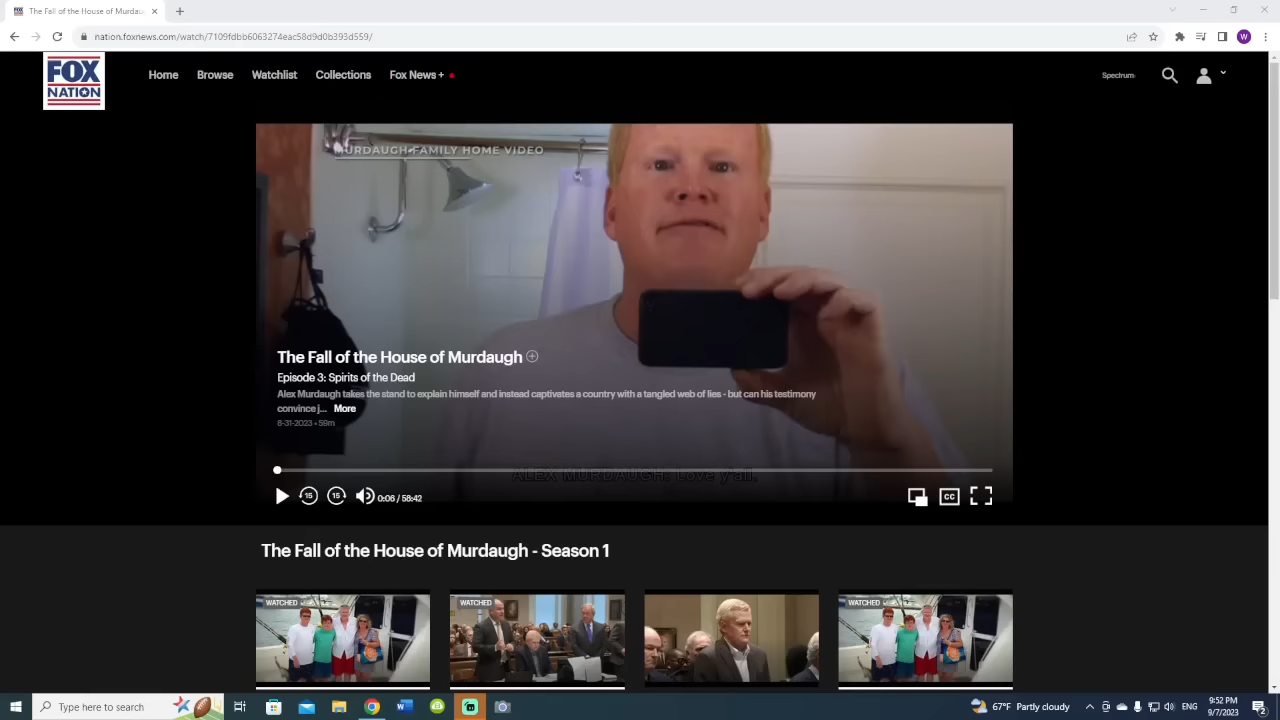 The Fall of the House of Murdau
nation.foxnews.com/watch/7109fdbb6063274eac58d9d0b393d559/
W
FOX
NATION
Home Browse Watchlist Collections Fox News +
Spectrum
MURDAUGH FAMILY HOME VIDEO
The Fall of the House of Murdaugh
Episode 3: Spirits of the Dead
Alex Murdaugh takes the stand to explain himself and instead captivates a country with a tangled web of lies - but can his testimony
convince j... More
8-31-2023 • 59m
ALEX MURDAUGH: Love y'all.
15 15 0:06 / 58:42 CC
The Fall of the House of Murdaugh - Season 1
WATCHED WATCHED WATCHED
Type here to search
67°F Partly cloudy ENG 9:52 PM
9/7/2023 2